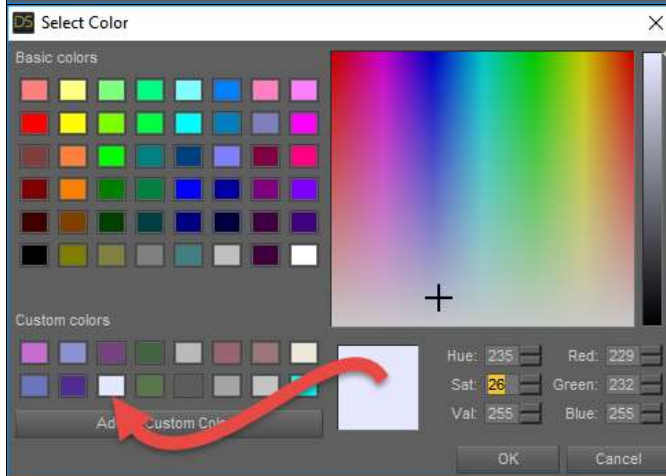 DS Select Color
Basic colors
Custom colors
Hue: 235 Red: 229
Sat: 26 Green: 232
Val: 255 Blue: 255
Custom
OK Cancel